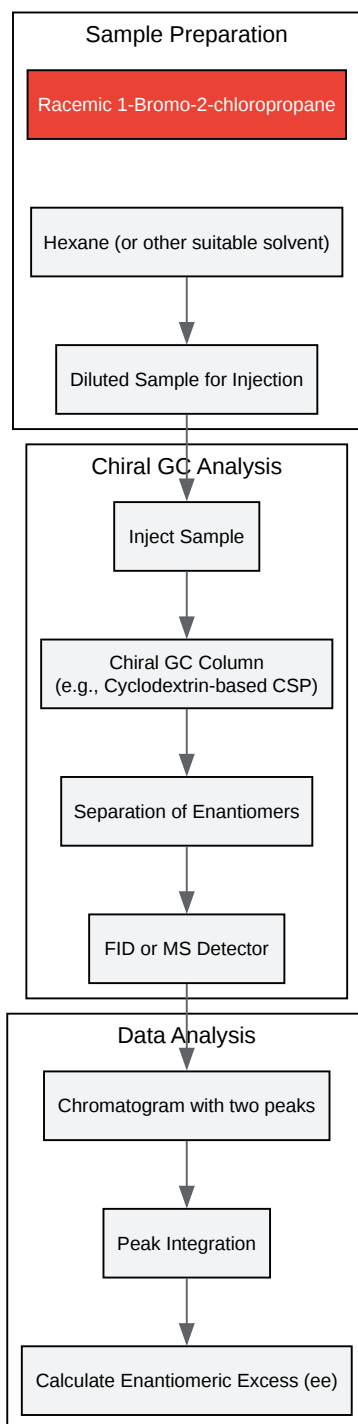 Sample Preparation
Racemic 1-Bromo-2-chloropropane
Hexane (or other suitable solvent)
Diluted Sample for Injection
Chiral GC Analysis
Inject Sample
Chiral GC Column
(e.g., Cyclodextrin-based CSP)
Separation of Enantiomers
FID or MS Detector
Data Analysis
Chromatogram with two peaks
Peak Integration
Calculate Enantiomeric Excess (ee)